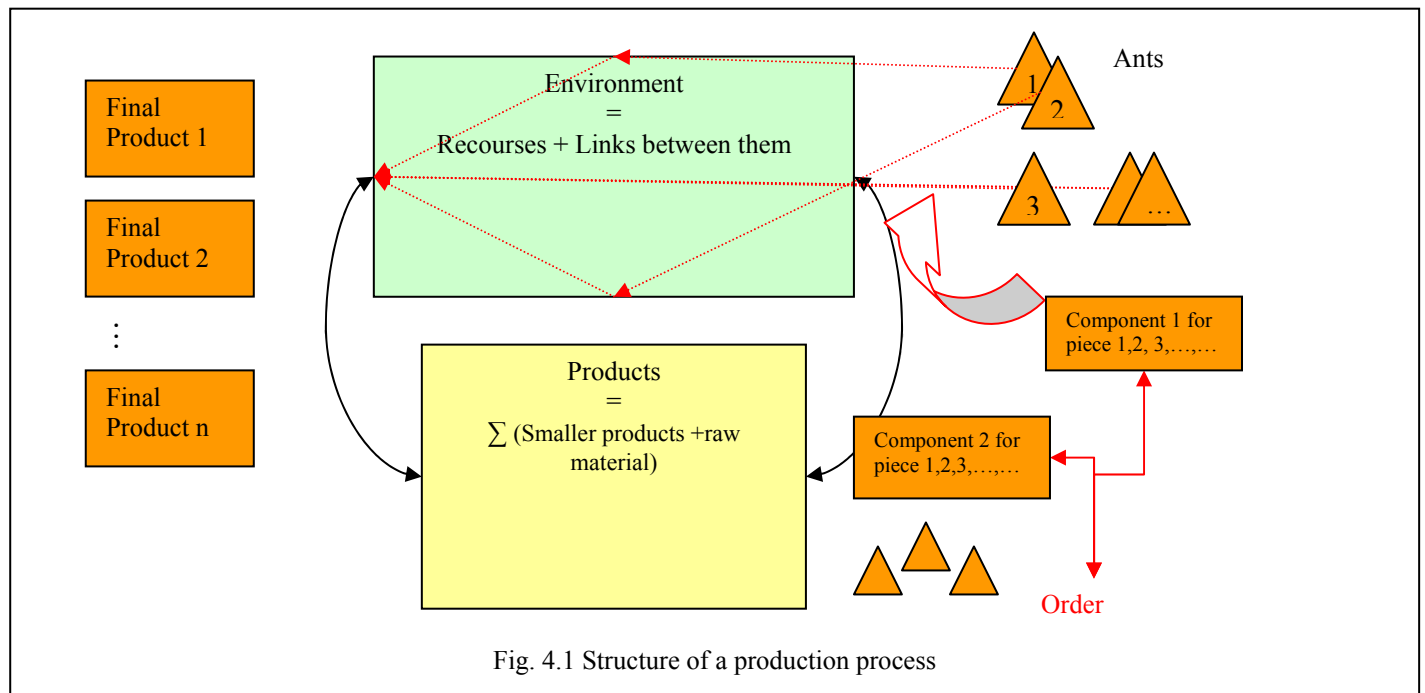 Final
Product 1
Final
Product 2
…
Final
Product n
Environment
=
Recourses + Links between them
Products
=
∑ (Smaller products +raw
material)
Ants
1
2
3
…
Component 1 for
piece 1,2, 3,…,…
Component 2 for
piece 1,2,3,…,…
Order
Fig. 4.1 Structure of a production process